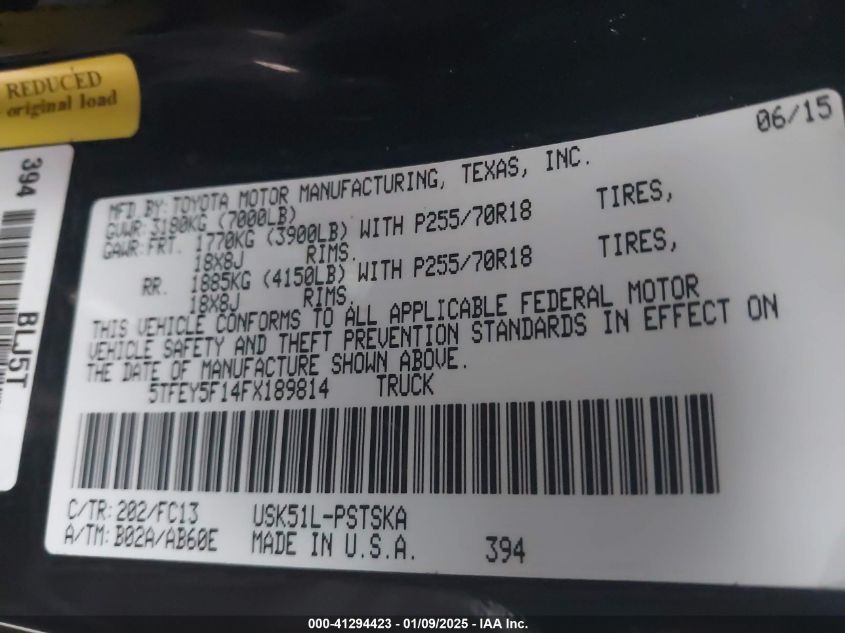 REDUCED
original load
394
BLJ5T
06/15
MFD BY: TOYOTA MOTOR MANUFACTURING, TEXAS, INC.
GVWR: 3180KG (7000LB)
GAWR: FRT. 1770KG (3900LB) WITH P255/70R18 TIRES,
18X8J RIMS.
RR. 1885KG (4150LB) WITH P255/70R18 TIRES,
18X8J RIMS.
THIS VEHICLE CONFORMS TO ALL APPLICABLE FEDERAL MOTOR
VEHICLE SAFETY AND THEFT PREVENTION STANDARDS IN EFFECT ON
THE DATE OF MANUFACTURE SHOWN ABOVE.
5TFEY5F14FX189814 TRUCK
C/TR: 202/FC13 USK51L-PSTSKA
A/TM: B02A/AB60E MADE IN U.S.A. 394
000-41294423 - 01/09/2025 - IAA Inc.